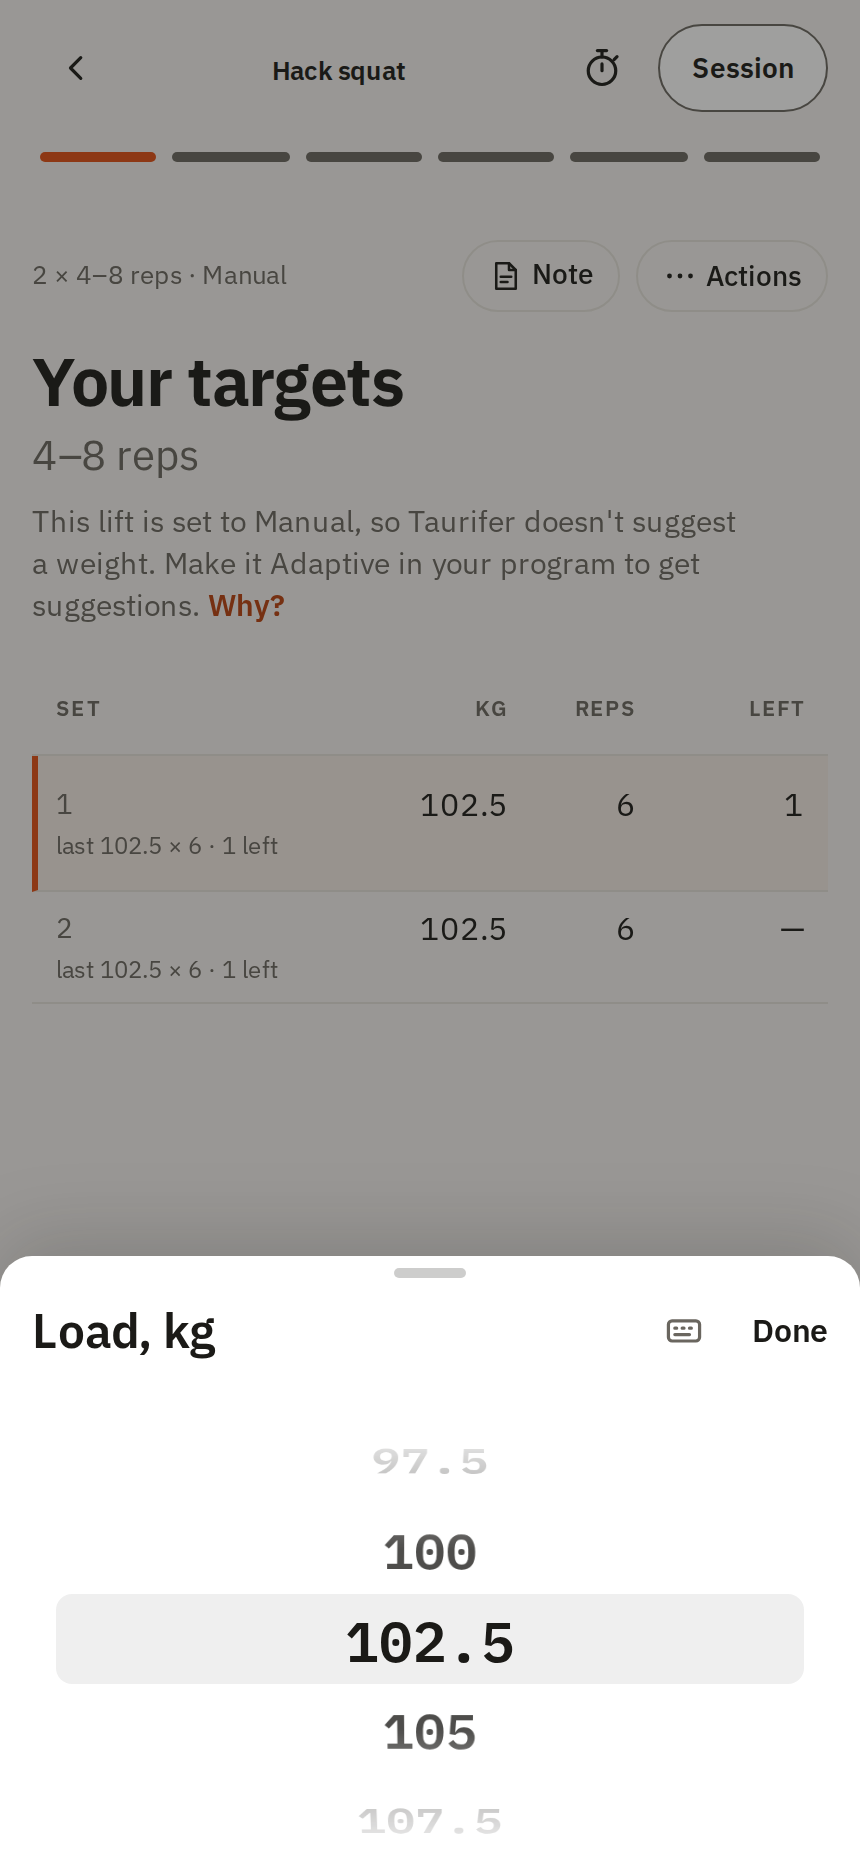 Hack squat
Session
2 × 4–8 reps · Manual
Note
Actions
Your targets
4–8 reps
This lift is set to Manual, so Taurifer doesn't suggest
a weight. Make it Adaptive in your program to get
suggestions. Why?
SET KG REPS LEFT
1 102.5 6 1
last 102.5 × 6 · 1 left
2 102.5 6 —
last 102.5 × 6 · 1 left
Load, kg
Done
97.5
100
102.5
105
107.5